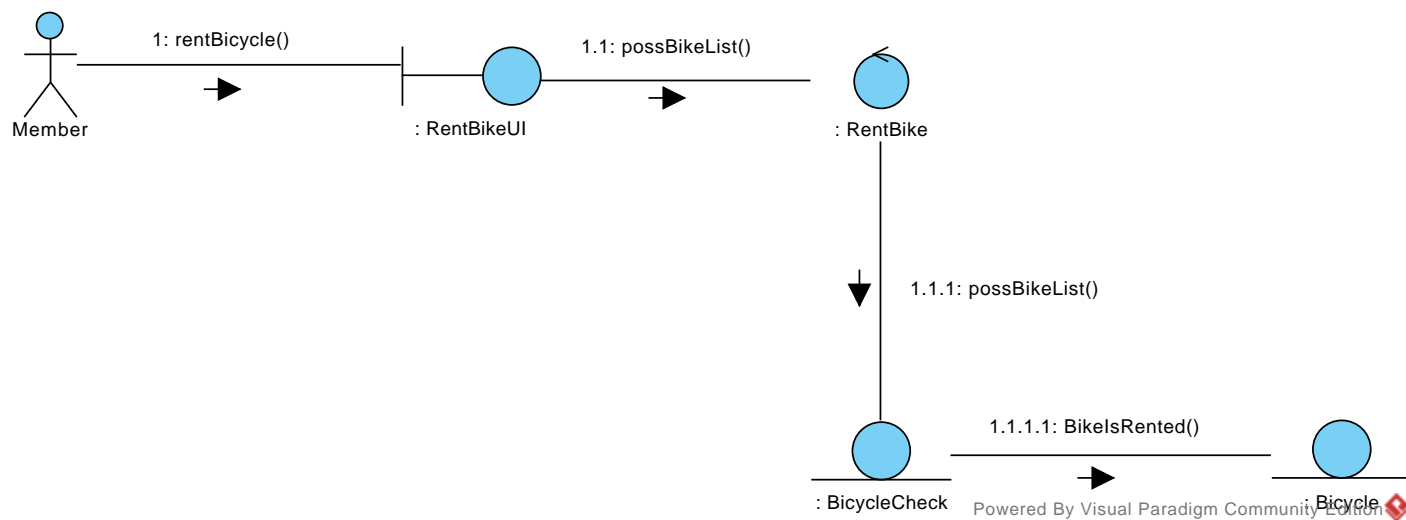 1: rentBicycle()
1.1: possBikeList()
Member
: RentBikeUI
: RentBike
1.1.1: possBikeList()
1.1.1.1: BikeIsRented()
: BicycleCheck
Powered By Visual Paradigm Community Edition
: Bicycle